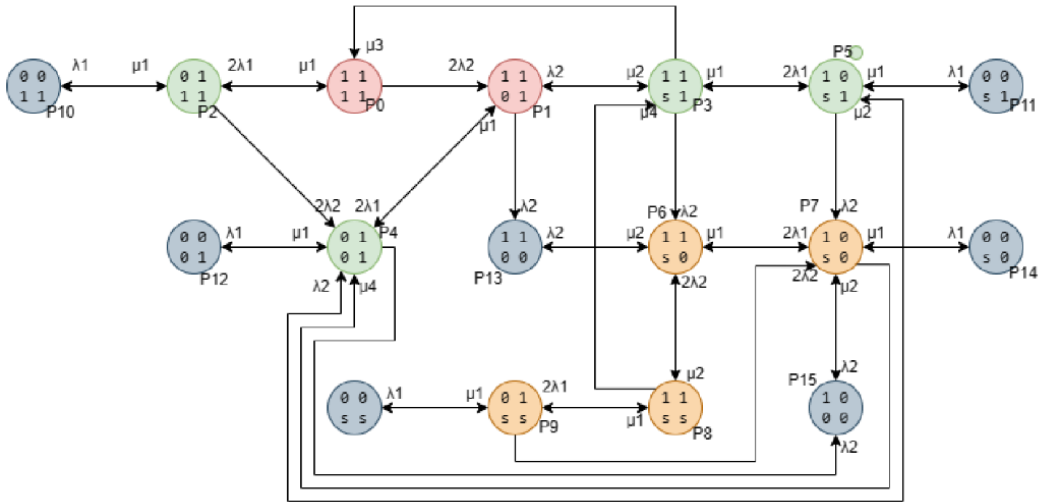 μ3
P5
λ1 μ1 2λ1 μ1 2λ2 λ2 μ2 μ1 2λ1 μ1 λ1
0 0 0 1 1 1 1 1 1 1 1 0 0 0
1 1 1 1 1 1 0 1 s 1 s 1 s 1
P10 P2 P0 P1 μ4 P3 μ2 P11
μ1
2λ2 2λ1 λ2 P6 λ2 P7 λ2
λ1 μ1 P4 λ2 μ2 μ1 2λ1 μ1 λ1
0 0 0 1 1 1 1 1 1 0 0 0
0 1 0 1 0 0 s 0 s 0 s 0
P12 P13 P14
λ2 μ4 2λ2 2λ2 μ2
μ2 λ2
P15
λ1 μ1 2λ1
0 0 0 1 1 1 1 0
s s s s s s 0 0
μ1
P9 P8
λ2